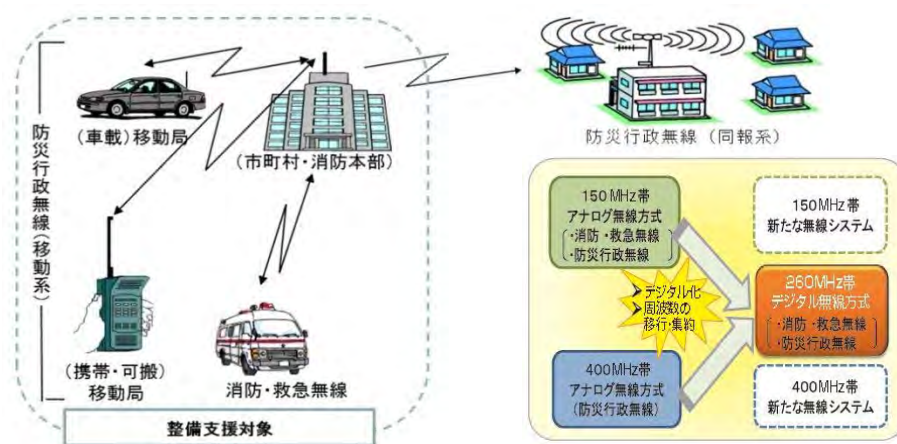 防災行政無線(移動系)
(車載)移動局
(市町村・消防本部)
(携帯・可搬)
移動局
消防・救急無線
整備支援対象
防災行政無線(同報系)
150MHz帯
アナログ無線方式
・消防・救急無線
・防災行政無線
デジタル化
周波数の
移行・集約
400MHz帯
アナログ無線方式
(防災行政無線)
150MHz帯
新たな無線システム
260MHz帯
デジタル無線方式
・消防・救急無線
・防災行政無線
400MHz帯
新たな無線システム